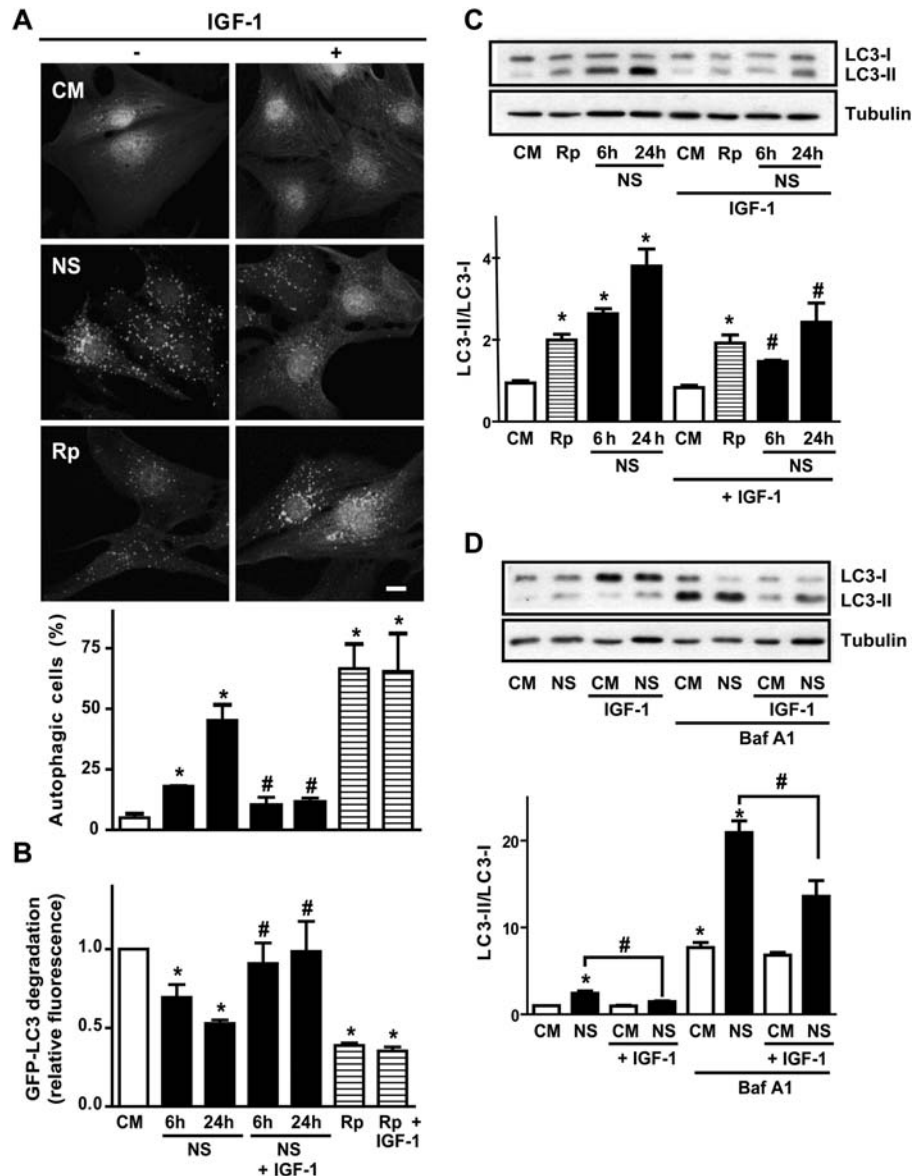 A
IGF-1
- +
CM
NS
Rp
Autophagic cells (%)
75
50
25
0
* * # # * *
B
GFP-LC3 degradation
(relative fluorescence)
1.0
0.5
0.0
* * # # * *
CM 6h 24h 6h 24h Rp Rp +
IGF-1
NS NS
+ IGF-1
C
LC3-I
LC3-II
Tubulin
CM Rp 6h 24h CM Rp 6h 24h
NS NS
IGF-1
LC3-II/LC3-I
4
2
0
* * * * # #
CM Rp 6h 24h CM Rp 6h 24h
NS NS
+ IGF-1
D
LC3-I
LC3-II
Tubulin
CM NS CM NS CM NS CM NS
IGF-1 IGF-1
Baf A1
LC3-II/LC3-I
20
10
0
* # * * #
CM NS CM NS CM NS CM NS
+ IGF-1 + IGF-1
Baf A1